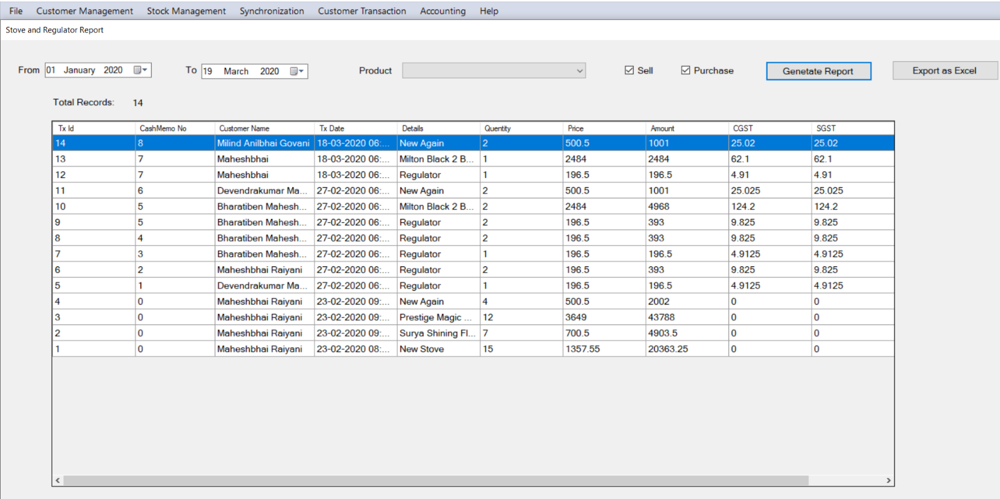 File Customer Management Stock Management Synchronization Customer Transaction Accounting Help
Stove and Regulator Report
From 01 January 2020 To 19 March 2020 Product Sell Purchase Genetate Report Export as Excel
Total Records: 14
Tx Id CashMemo No Customer Name Tx Date Details Quentity Price Amount CGST SGST
14 8 Milind Anilbhai Govani 18-03-2020 06:... New Again 2 500.5 1001 25.02 25.02
13 7 Maheshbhai 18-03-2020 06:... Milton Black 2 B... 1 2484 2484 62.1 62.1
12 7 Maheshbhai 18-03-2020 06:... Regulator 1 196.5 196.5 4.91 4.91
11 6 Devendrakumar Ma... 27-02-2020 06:... New Again 2 500.5 1001 25.025 25.025
10 5 Bharatiben Mahesh... 27-02-2020 06:... Milton Black 2 B... 2 2484 4968 124.2 124.2
9 5 Bharatiben Mahesh... 27-02-2020 06:... Regulator 2 196.5 393 9.825 9.825
8 4 Bharatiben Mahesh... 27-02-2020 06:... Regulator 2 196.5 393 9.825 9.825
7 3 Bharatiben Mahesh... 27-02-2020 06:... Regulator 1 196.5 196.5 4.9125 4.9125
6 2 Maheshbhai Raiyani 27-02-2020 06:... Regulator 2 196.5 393 9.825 9.825
5 1 Devendrakumar Ma... 27-02-2020 06:... Regulator 1 196.5 196.5 4.9125 4.9125
4 0 Maheshbhai Raiyani 23-02-2020 09:... New Again 4 500.5 2002 0 0
3 0 Maheshbhai Raiyani 23-02-2020 09:... Prestige Magic ... 12 3649 43788 0 0
2 0 Maheshbhai Raiyani 23-02-2020 09:... Surya Shining Fl... 7 700.5 4903.5 0 0
1 0 Maheshbhai Raiyani 23-02-2020 08:... New Stove 15 1357.55 20363.25 0 0